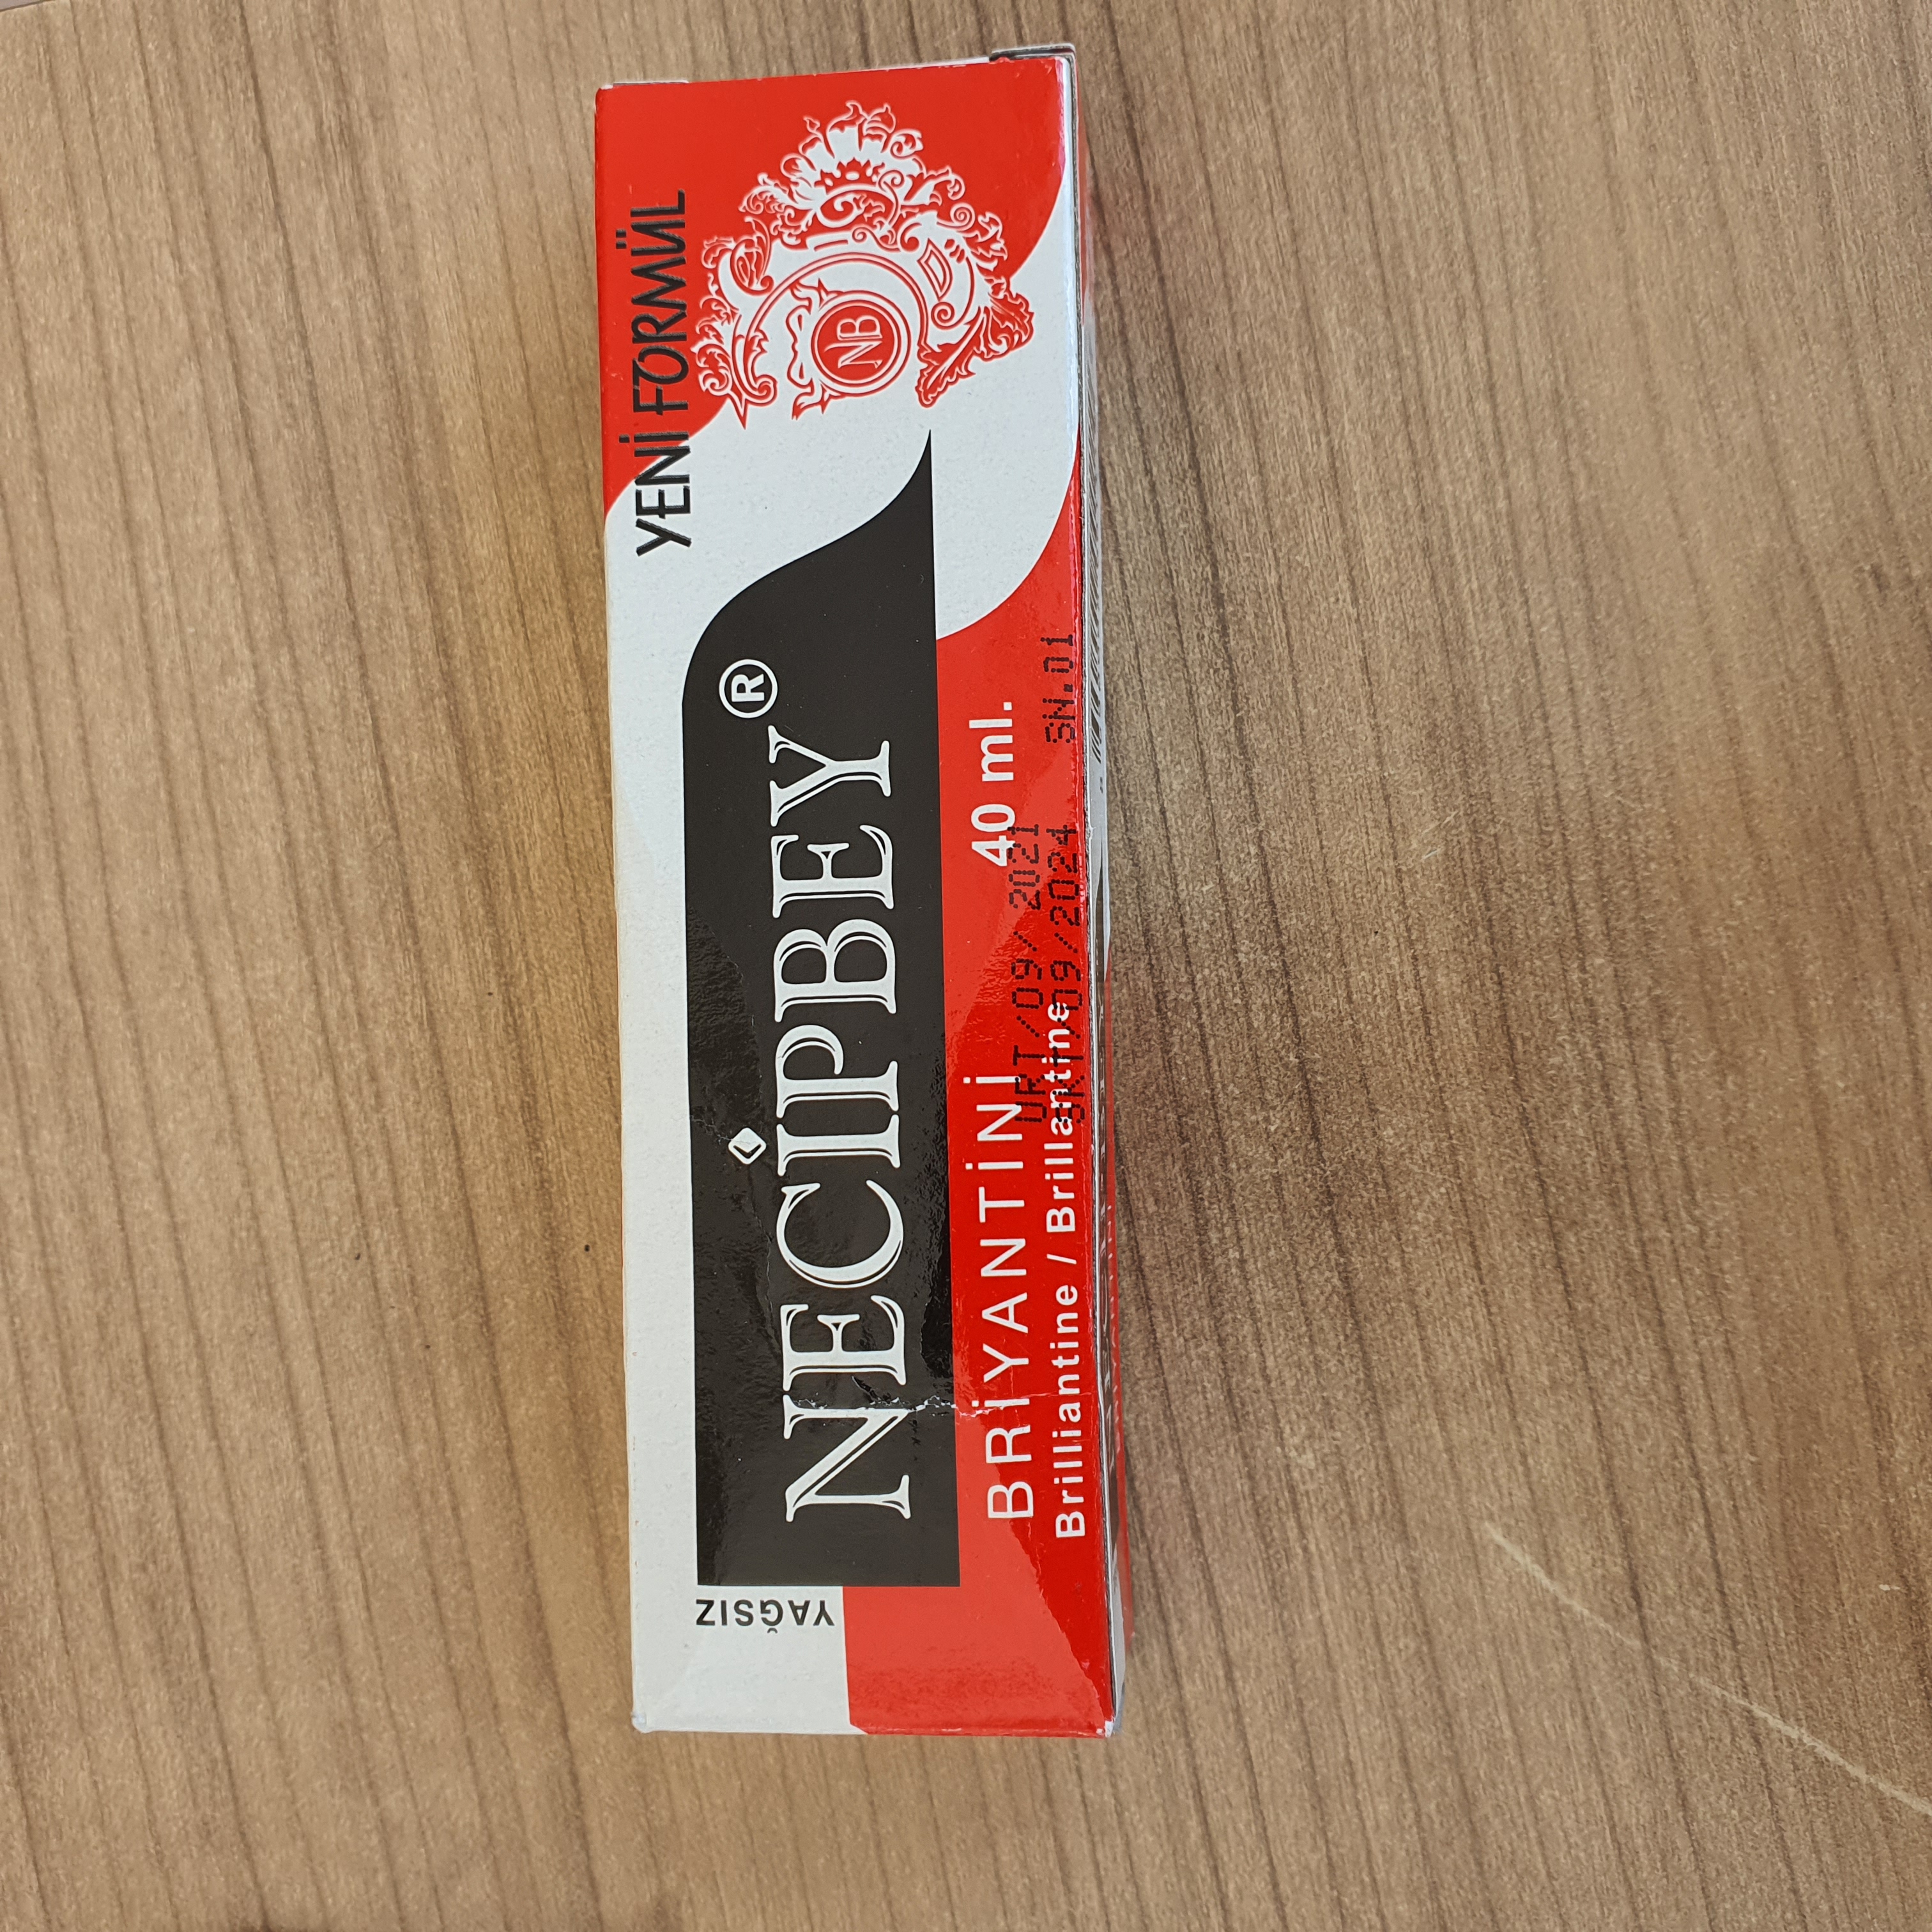 YENİ FORMÜL
NB
NECİPBEY®
40 ml.
BRİYANTİNİ
Brilliantine / Brillantine
ÜRT/09/2021
SKT/09/2024 SN.01
YAĞSIZ